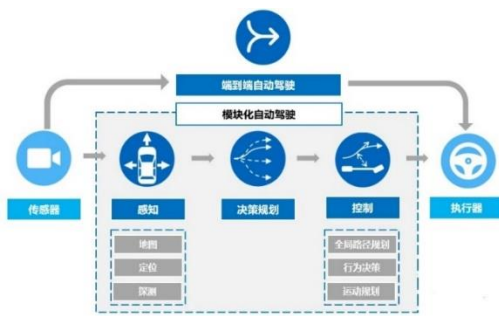 端到端自动驾驶
模块化自动驾驶
传感器
感知
决策规划
控制
执行器
地图
定位
探测
全局路径规划
行为决策
运动规划